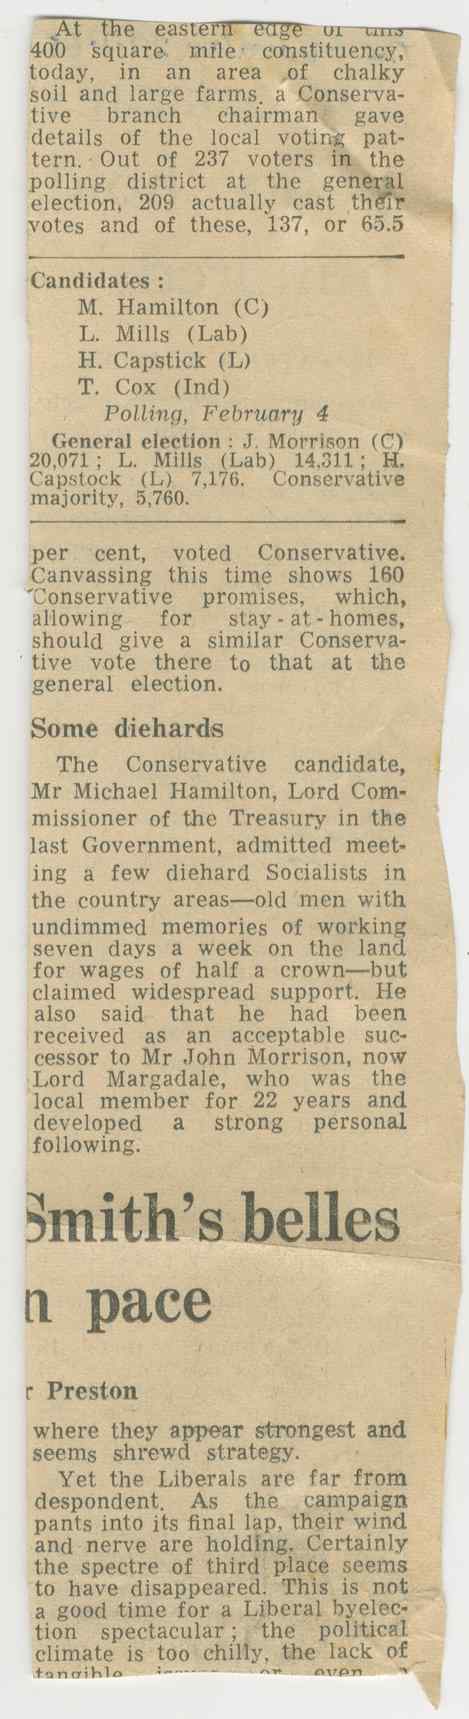 At the eastern edge of this
400 square mile constituency,
today, in an area of chalky
soil and large farms, a Conserva-
tive branch chairman gave
details of the local voting pat-
tern. Out of 237 voters in the
polling district at the general
election, 209 actually cast their
votes and of these, 137, or 65.5
Candidates :
M. Hamilton (C)
L. Mills (Lab)
H. Capstick (L)
T. Cox (Ind)
Polling, February 4
General election : J. Morrison (C)
20,071 ; L. Mills (Lab) 14,311 ; H.
Capstock (L) 7,176. Conservative
majority, 5,760.
per cent, voted Conservative.
Canvassing this time shows 160
Conservative promises, which,
allowing for stay-at-homes,
should give a similar Conserva-
tive vote there to that at the
general election.
Some diehards
The Conservative candidate,
Mr Michael Hamilton, Lord Com-
missioner of the Treasury in the
last Government, admitted meet-
ing a few diehard Socialists in
the country areas—old men with
undimmed memories of working
seven days a week on the land
for wages of half a crown—but
claimed widespread support. He
also said that he had been
received as an acceptable suc-
cessor to Mr John Morrison, now
Lord Margadale, who was the
local member for 22 years and
developed a strong personal
following.
Smith's belles
n pace
r Preston
where they appear strongest and
seems shrewd strategy.
Yet the Liberals are far from
despondent. As the campaign
pants into its final lap, their wind
and nerve are holding. Certainly
the spectre of third place seems
to have disappeared. This is not
a good time for a Liberal byelec-
tion spectacular ; the political
climate is too chilly, the lack of
tangible or even a